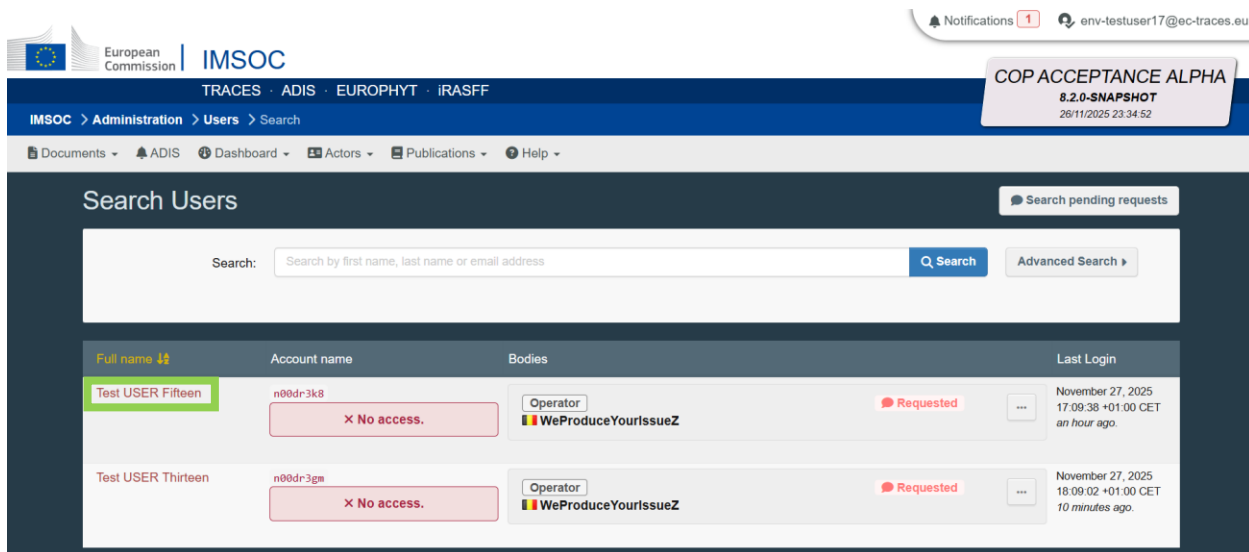 Notifications 1 env-testuser17@ec-traces.eu
European
Commission
IMSOC
TRACES · ADIS · EUROPHYT · iRASFF
COP ACCEPTANCE ALPHA
8.2.0-SNAPSHOT
26/11/2025 23:34:52
IMSOC > Administration > Users > Search
Documents ADIS Dashboard Actors Publications Help
Search Users
Search pending requests
Search: Search by first name, last name or email address Search Advanced Search
Full name Account name Bodies Last Login
Test USER Fifteen
n00dr3k8
× No access.
Operator
WeProduceYourIssueZ
Requested
...
November 27, 2025
17:09:38 +01:00 CET
an hour ago.
Test USER Thirteen
n00dr3gm
× No access.
Operator
WeProduceYourIssueZ
Requested
...
November 27, 2025
18:09:02 +01:00 CET
10 minutes ago.